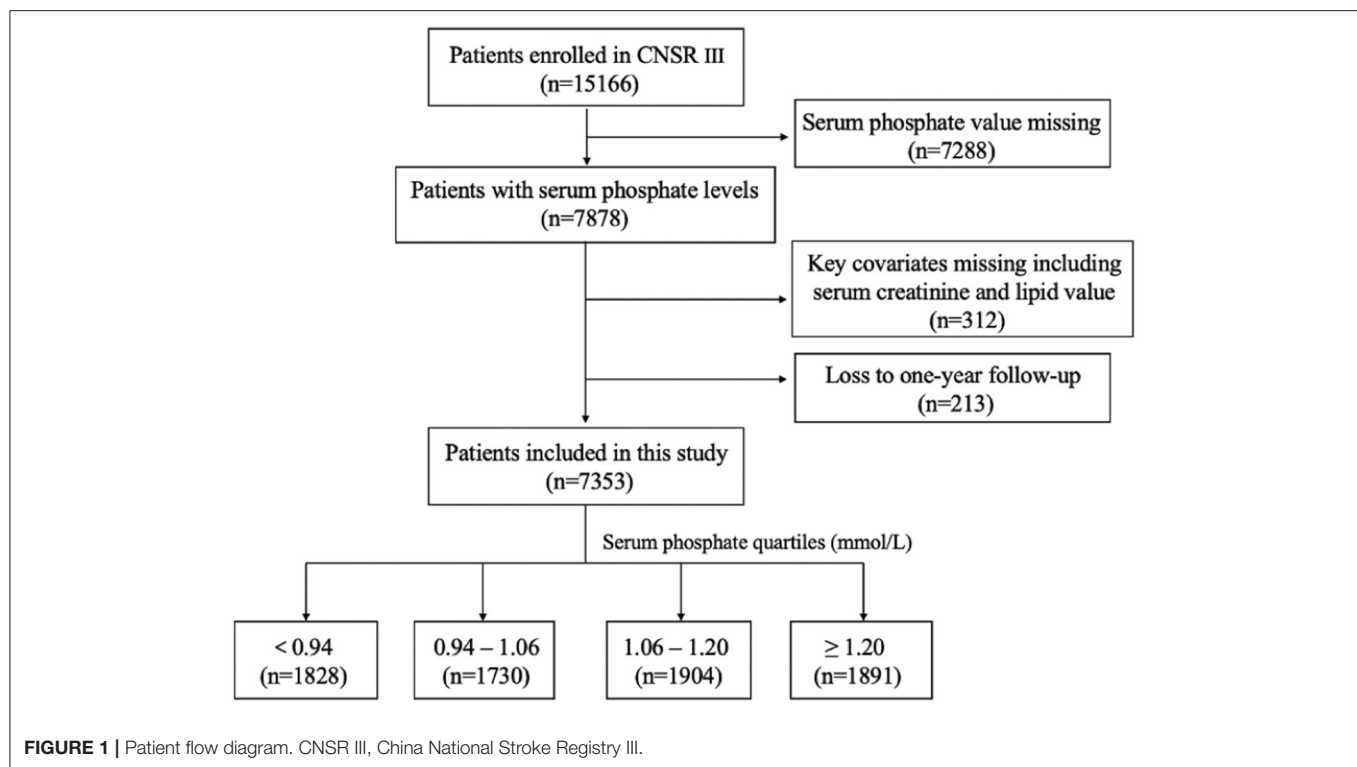 Patients enrolled in CNSR III
(n=15166)
Serum phosphate value missing
(n=7288)
Patients with serum phosphate levels
(n=7878)
Key covariates missing including
serum creatinine and lipid value
(n=312)
Loss to one-year follow-up
(n=213)
Patients included in this study
(n=7353)
Serum phosphate quartiles (mmol/L)
< 0.94
(n=1828)
0.94 – 1.06
(n=1730)
1.06 – 1.20
(n=1904)
≥ 1.20
(n=1891)
FIGURE 1 | Patient flow diagram. CNSR III, China National Stroke Registry III.